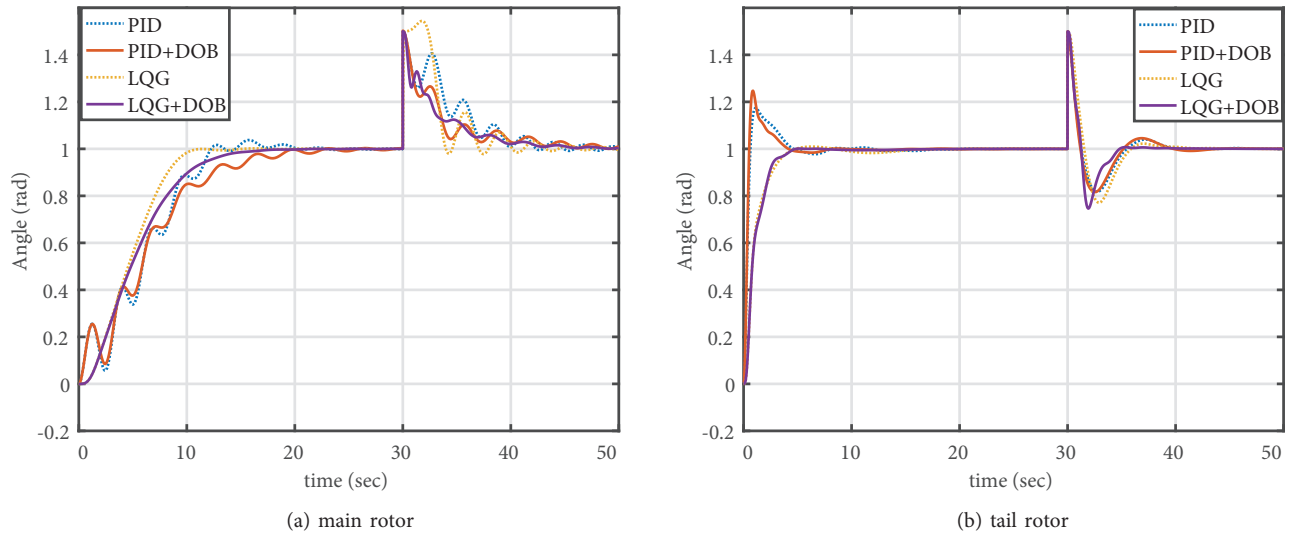 PID
PID+DOB
LQG
LQG+DOB
1.4
1.2
1
0.8
0.6
0.4
0.2
0
-0.2
Angle (rad)
0
10
20
30
40
50
time (sec)
(a) main rotor
PID
PID+DOB
LQG
LQG+DOB
1.4
1.2
1
0.8
0.6
0.4
0.2
0
-0.2
Angle (rad)
0
10
20
30
40
50
time (sec)
(b) tail rotor